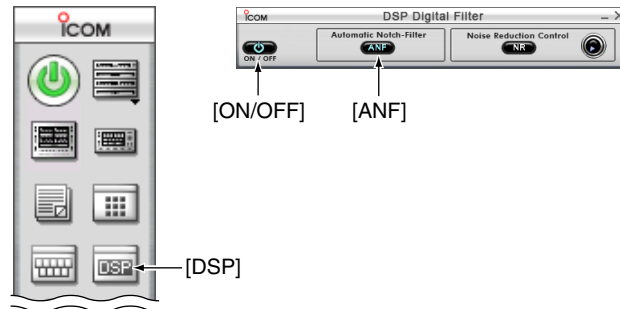 ICOM
DSP
[DSP]
ICOM
DSP Digital Filter
ON / OFF
Automatic Notch-Filter
ANF
Noise Reduction Control
NR
[ON/OFF]
[ANF]